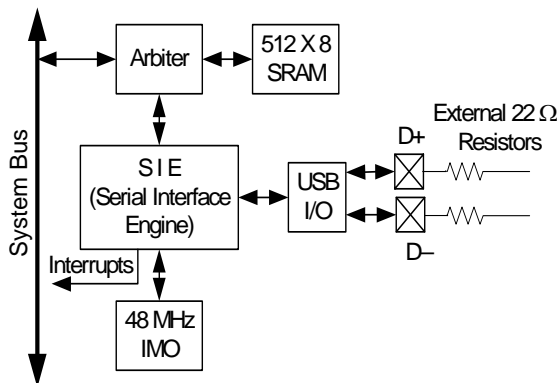 Arbiter
512 X 8
SRAM
External 22 Ω
Resistors
D+
System Bus
S I E
(Serial Interface
Engine)
USB
I/O
D–
Interrupts
48 MHz
IMO